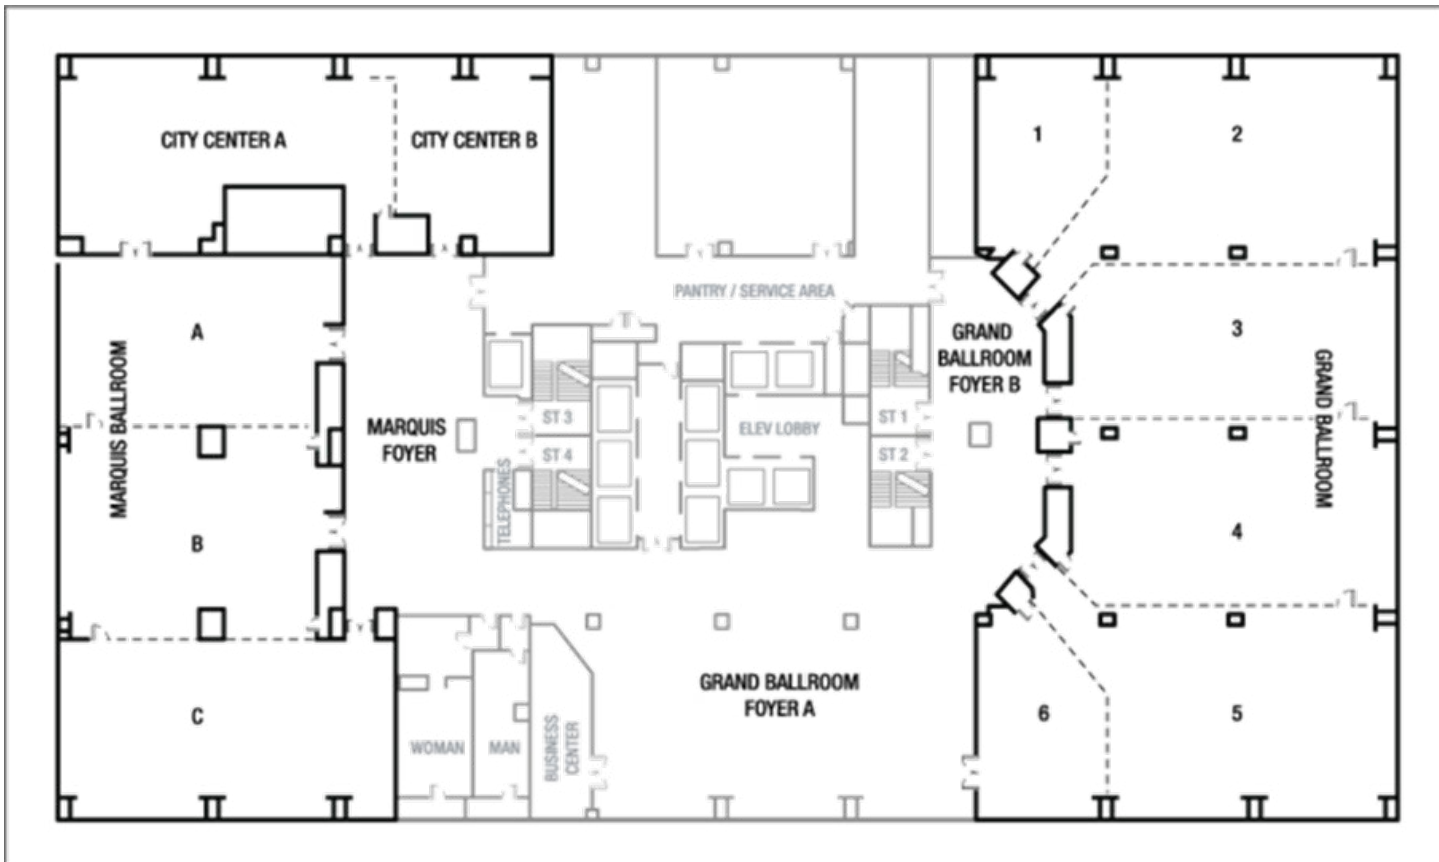 CITY CENTER A
CITY CENTER B
1
2
PANTRY / SERVICE AREA
A
GRAND
BALLROOM
FOYER B
3
MARQUIS BALLROOM
MARQUIS
FOYER
ST 3
ST 4
ELEV LOBBY
ST 1
ST 2
GRAND BALLROOM
TELEPHONES
B
4
GRAND BALLROOM
FOYER A
C
WOMAN
MAN
BUSINESS
CENTER
6
5